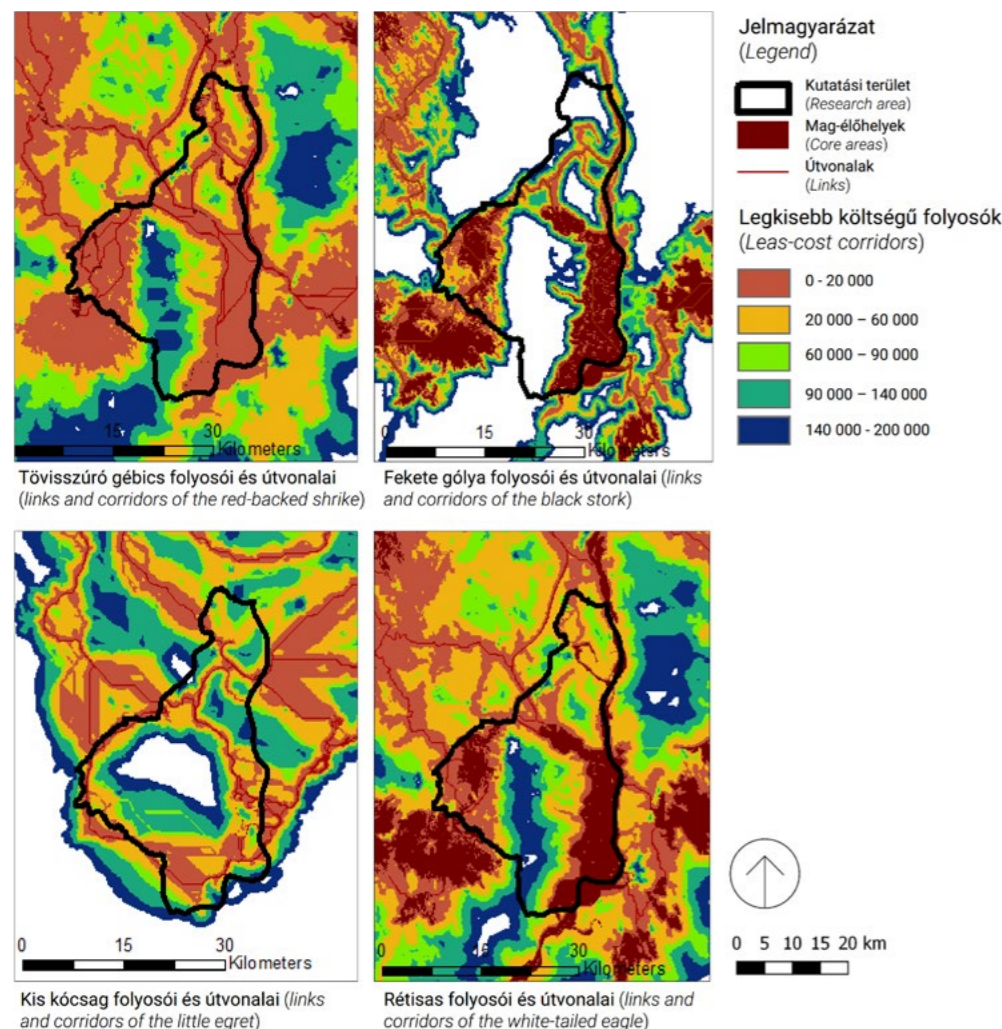 Jelmagyarázat
(Legend)
Kutatási terület
(Research area)
Mag-élőhelyek
(Core areas)
Útvonalak
(Links)
Legkisebb költségű folyosók
(Leas-cost corridors)
0 - 20 000
20 000 – 60 000
60 000 – 90 000
90 000 – 140 000
140 000 - 200 000
15 30
Kilometers
Tövisszúró gébics folyosói és útvonalai
(links and corridors of the red-backed shrike)
0 15 30
Kilometers
Fekete gólya folyosói és útvonalai (links
and corridors of the black stork)
0 15 30
Kilometers
Kis kócsag folyosói és útvonalai (links
and corridors of the little egret)
0 15 30
Kilometers
Rétisas folyosói és útvonalai (links and
corridors of the white-tailed eagle)
0 5 10 15 20 km